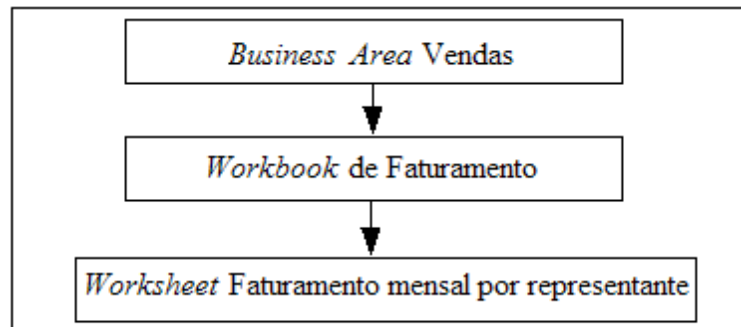 Business Area Vendas
Workbook de Faturamento
Worksheet Faturamento mensal por representante